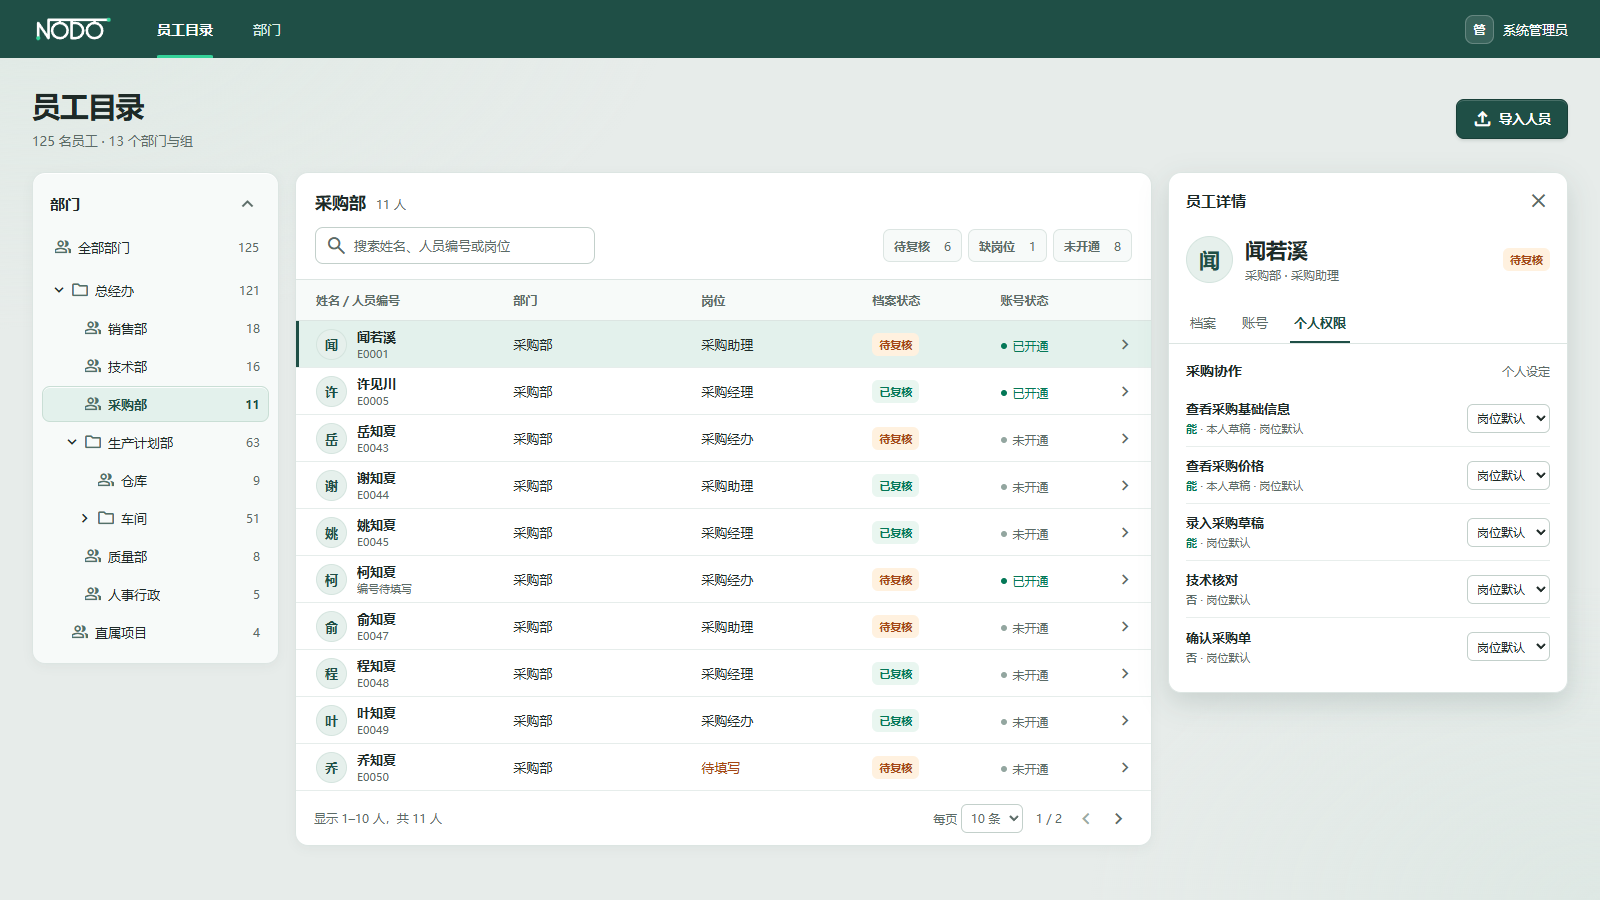 NODO
员工目录
部门
管 系统管理员
员工目录
125 名员工 · 13 个部门与组
导入人员
部门
全部部门 125
总经办 121
销售部 18
技术部 16
采购部 11
生产计划部 63
仓库 9
车间 51
质量部 8
人事行政 5
直属项目 4
采购部 11 人
搜索姓名、人员编号或岗位
待复核 6
缺岗位 1
未开通 8
姓名 / 人员编号 部门 岗位 档案状态 账号状态
闻 闻若溪 采购部 采购助理 待复核 已开通
E0001
许 许见川 采购部 采购经理 已复核 已开通
E0005
岳 岳知夏 采购部 采购经办 待复核 未开通
E0043
谢 谢知夏 采购部 采购助理 已复核 未开通
E0044
姚 姚知夏 采购部 采购经理 已复核 未开通
E0045
柯 柯知夏 采购部 采购经办 待复核 已开通
编号待填写
俞 俞知夏 采购部 采购助理 待复核 未开通
E0047
程 程知夏 采购部 采购经理 已复核 未开通
E0048
叶 叶知夏 采购部 采购经办 已复核 未开通
E0049
乔 乔知夏 采购部 待填写 待复核 未开通
E0050
显示 1–10 人，共 11 人
每页 10 条 1 / 2
员工详情
闻 闻若溪 待复核
采购部 · 采购助理
档案 账号 个人权限
采购协作 个人设定
查看采购基础信息 岗位默认
能 · 本人草稿 · 岗位默认
查看采购价格 岗位默认
能 · 本人草稿 · 岗位默认
录入采购草稿 岗位默认
能 · 岗位默认
技术核对 岗位默认
否 · 岗位默认
确认采购单 岗位默认
否 · 岗位默认